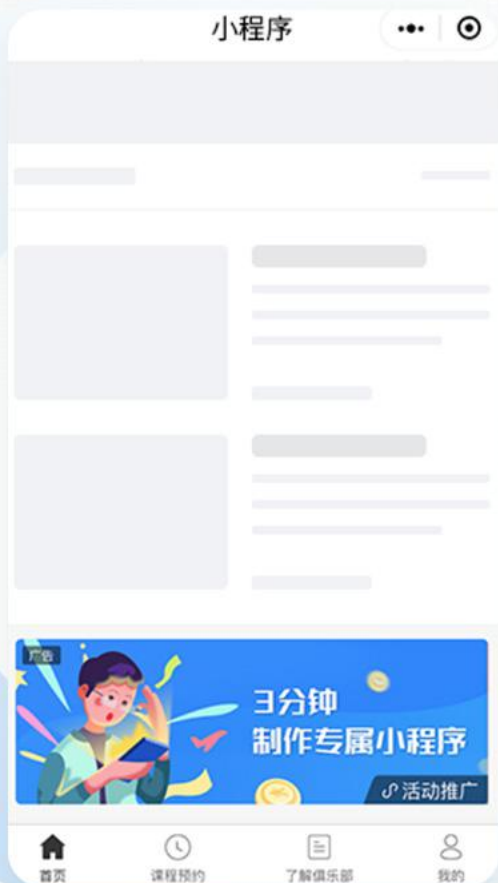 小程序
广告
3分钟
制作专属小程序
活动推广
首页
课程预约
了解俱乐部
我的